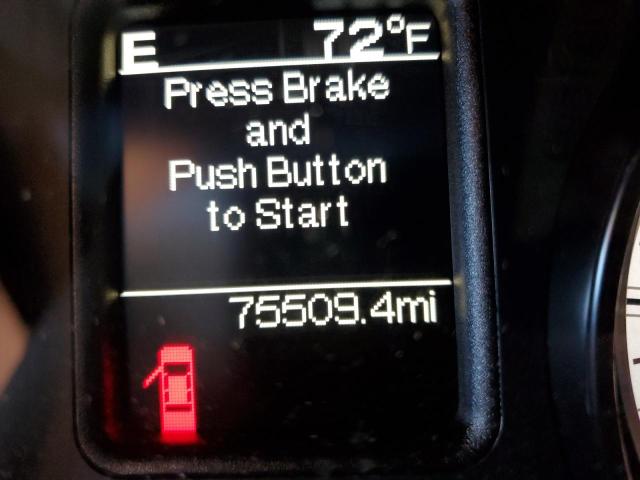 E 72°F
Press Brake
and
Push Button
to Start
75509.4mi